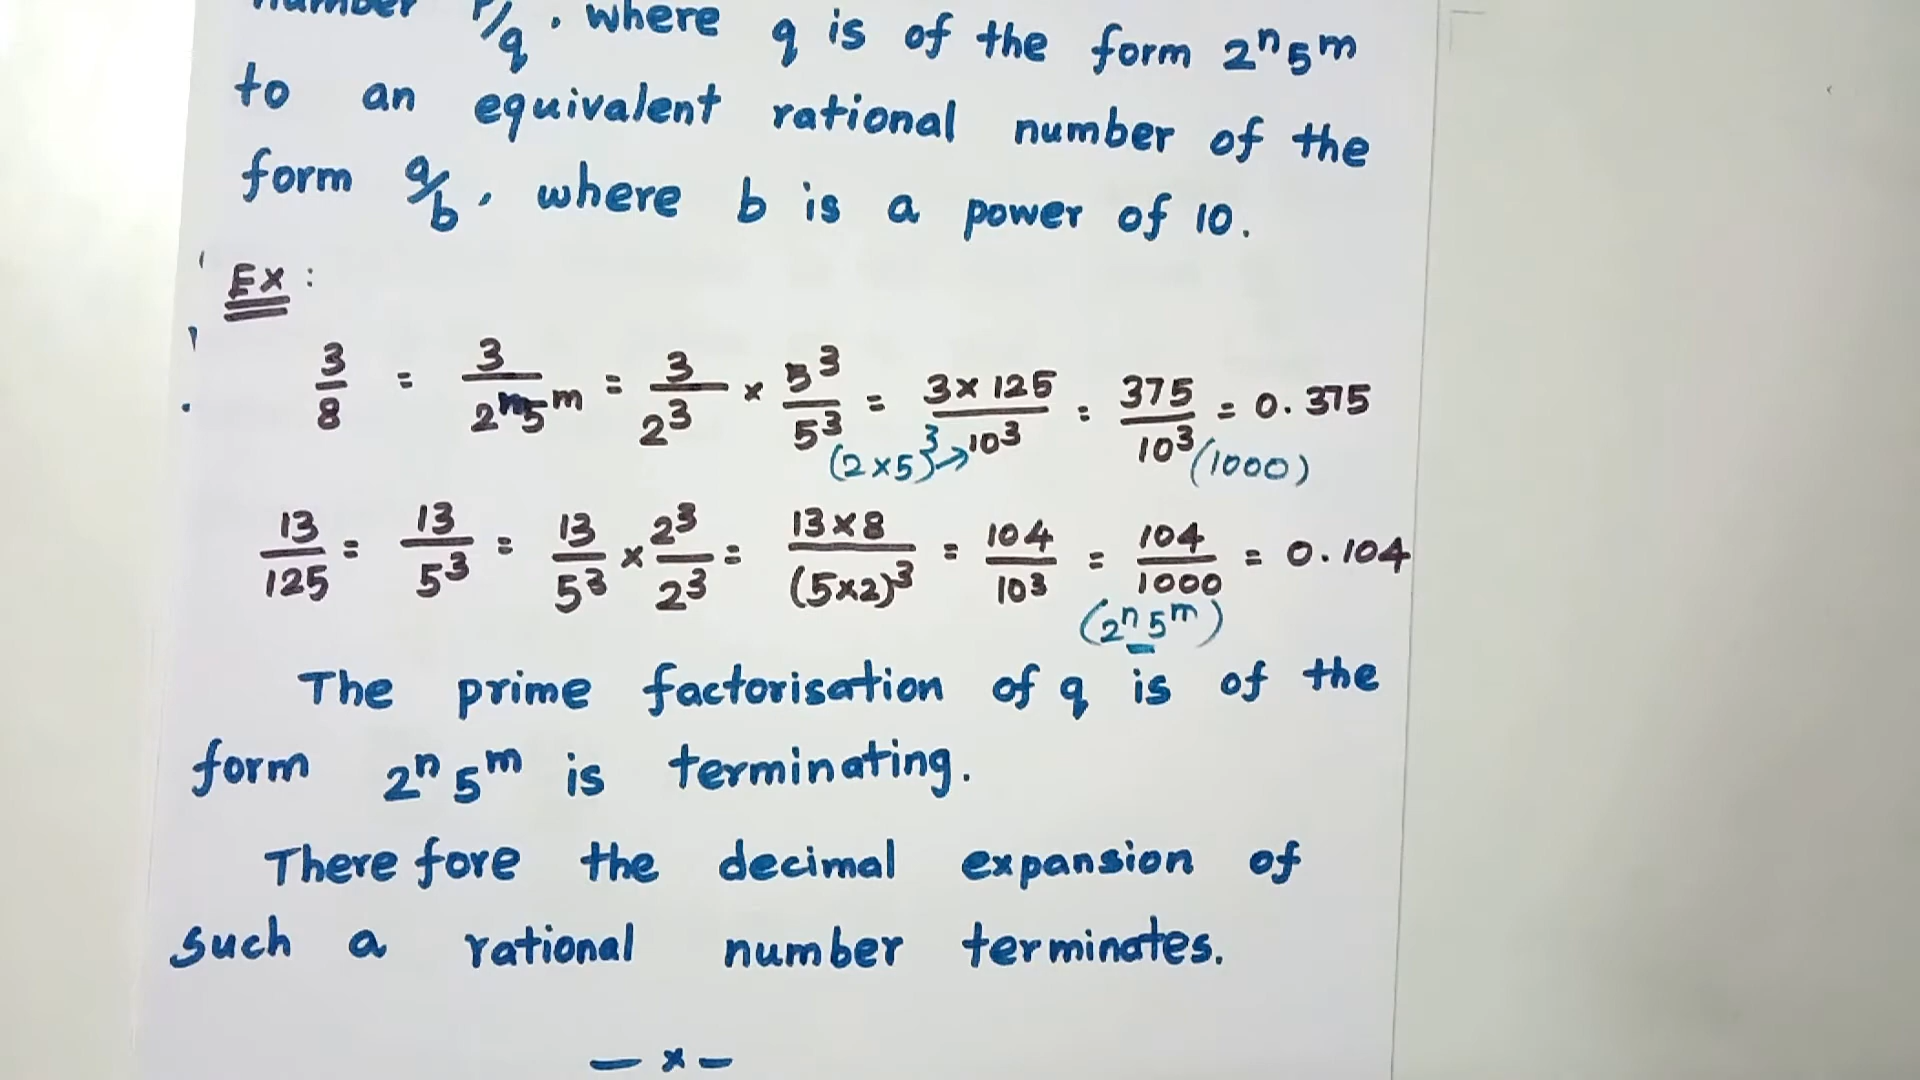 number p/q, where q is of the form 2ⁿ5ᵐ
to an equivalent rational number of the
form a/b, where b is a power of 10.
Ex :
3/8 = 3/2ⁿ5ᵐ = 3/2³ × 5³/5³ = 3×125/10³ = 375/10³ = 0.375
(2×5)³→ (1000)
13/125 = 13/5³ = 13/5³ × 2³/2³ = 13×8/(5×2)³ = 104/10³ = 104/1000 = 0.104
(2ⁿ5ᵐ)
The prime factorisation of q is of the
form 2ⁿ5ᵐ is terminating.
Therefore the decimal expansion of
such a rational number terminates.
— × —